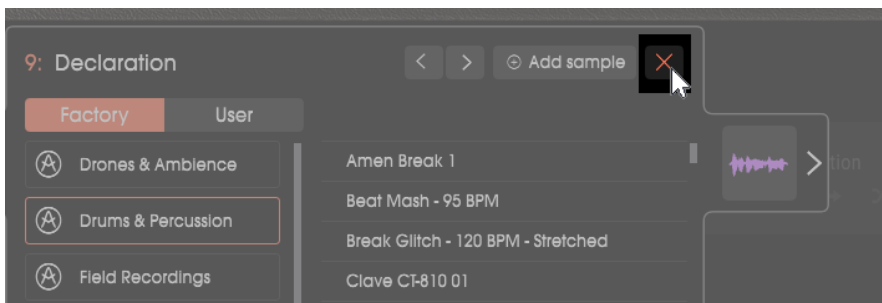 9: Declaration
< > Add sample
Factory User
Drones & Ambience
Drums & Percussion
Field Recordings
Amen Break 1
Beat Mash - 95 BPM
Break Glitch - 120 BPM - Stretched
Clave CT-810 01
tion